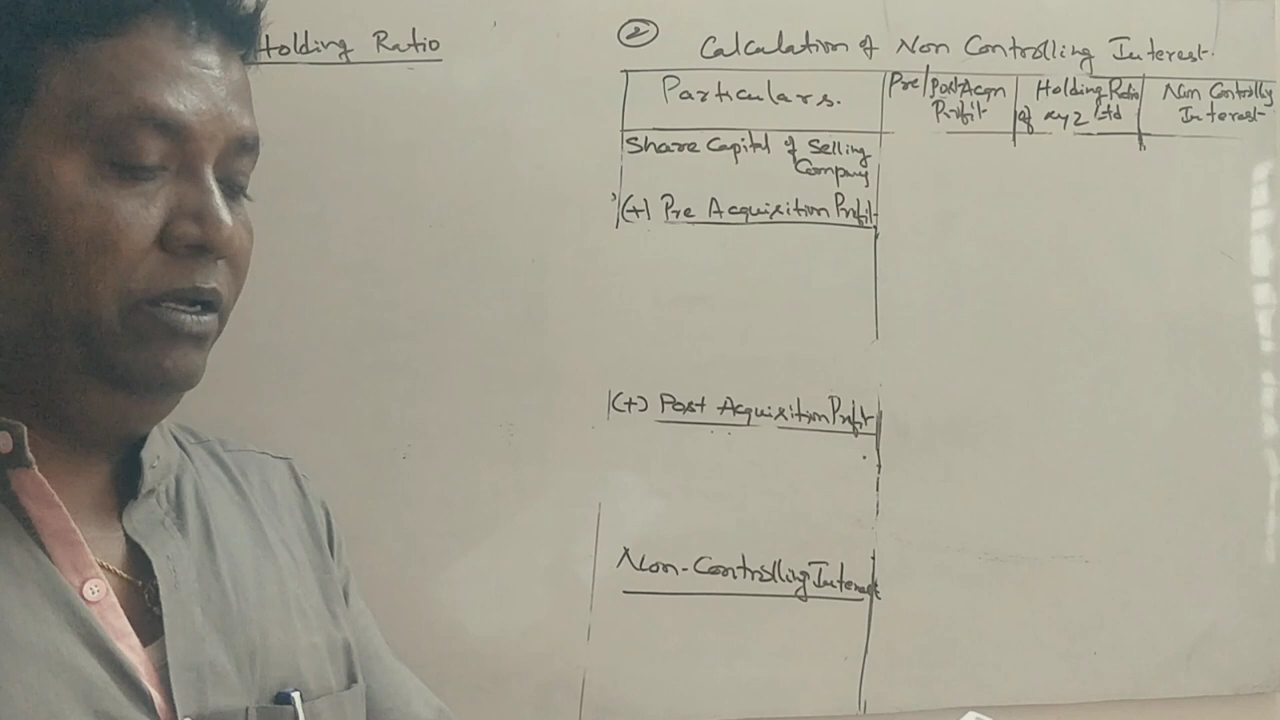 Holding Ratio
② Calculation of Non Controlling Interest.
Particulars.
Pre/Post Acqn
Profit
Holding Ratio
of xyz Ltd
Non Controlling
Interest
Share Capital of Selling
Company
(+) Pre Acquisition Profit
(+) Post Acquisition Profit
Non-Controlling Interest